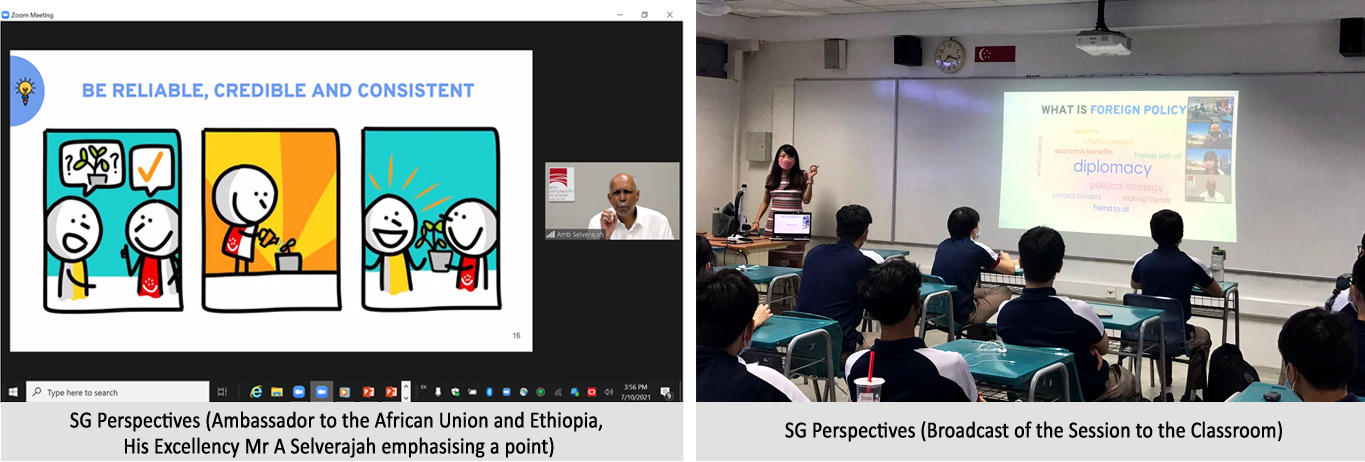 Zoom Meeting
BE RELIABLE, CREDIBLE AND CONSISTENT
16
Amb Selverajah
Type here to search
EN
3:56 PM
7/10/2021
SG Perspectives (Ambassador to the African Union and Ethiopia,
His Excellency Mr A Selverajah emphasising a point)
WHAT IS FOREIGN POLICY
security
a fluffy concept
world peace
economic benefits
friends with all
diplomacy
political strategy
protect borders
making friends
friend to all
SG Perspectives (Broadcast of the Session to the Classroom)